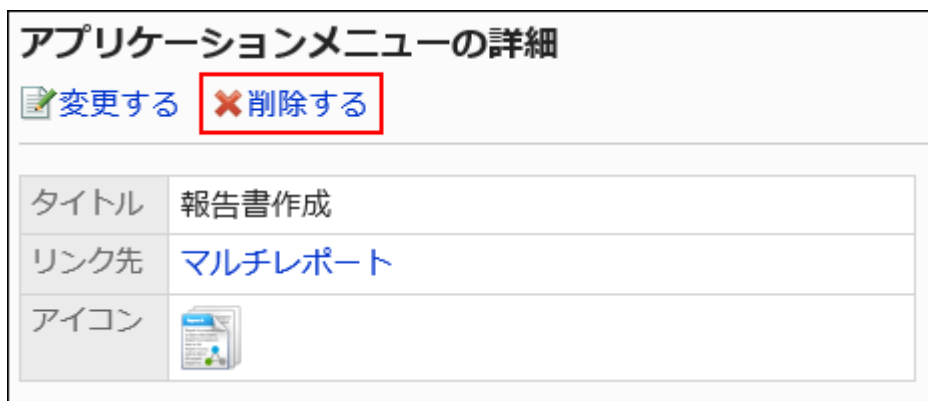 アプリケーションメニューの詳細
変更する 削除する
タイトル 報告書作成
リンク先 マルチレポート
アイコン